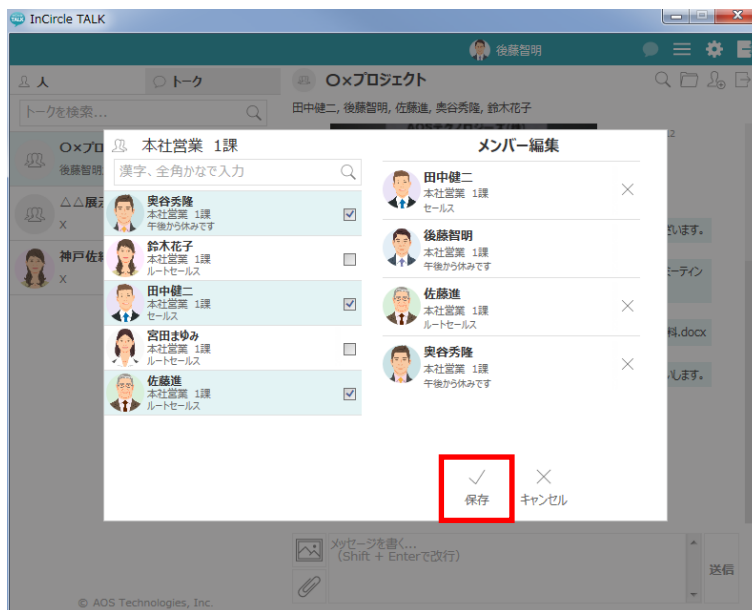 InCircle TALK
後藤智明
人
トーク
〇×プロジェクト
トークを検索...
田中健二, 後藤智明, 佐藤進, 奥谷秀隆, 鈴木花子
〇×プロ
後藤智明
△△展示
X
神戸佐
X
本社営業 1課
漢字、全角かなで入力
奥谷秀隆
本社営業 1課
午後から休みです
鈴木花子
本社営業 1課
ルートセールス
田中健二
本社営業 1課
セールス
宮田まゆみ
本社営業 1課
ルートセールス
佐藤進
本社営業 1課
ルートセールス
メンバー編集
田中健二
本社営業 1課
セールス
後藤智明
本社営業 1課
午後から休みです
佐藤進
本社営業 1課
ルートセールス
奥谷秀隆
本社営業 1課
午後から休みです
保存
キャンセル
います。
ミーティン
料.docx
します。
メッセージを書く...
(Shift + Enterで改行)
送信
© AOS Technologies, Inc.